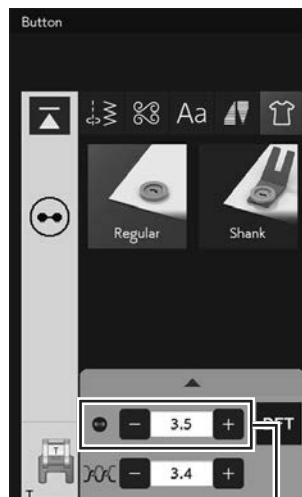 Button
Aa
Regular
Shank
− 3.5 +
− 3.4 +
T
T